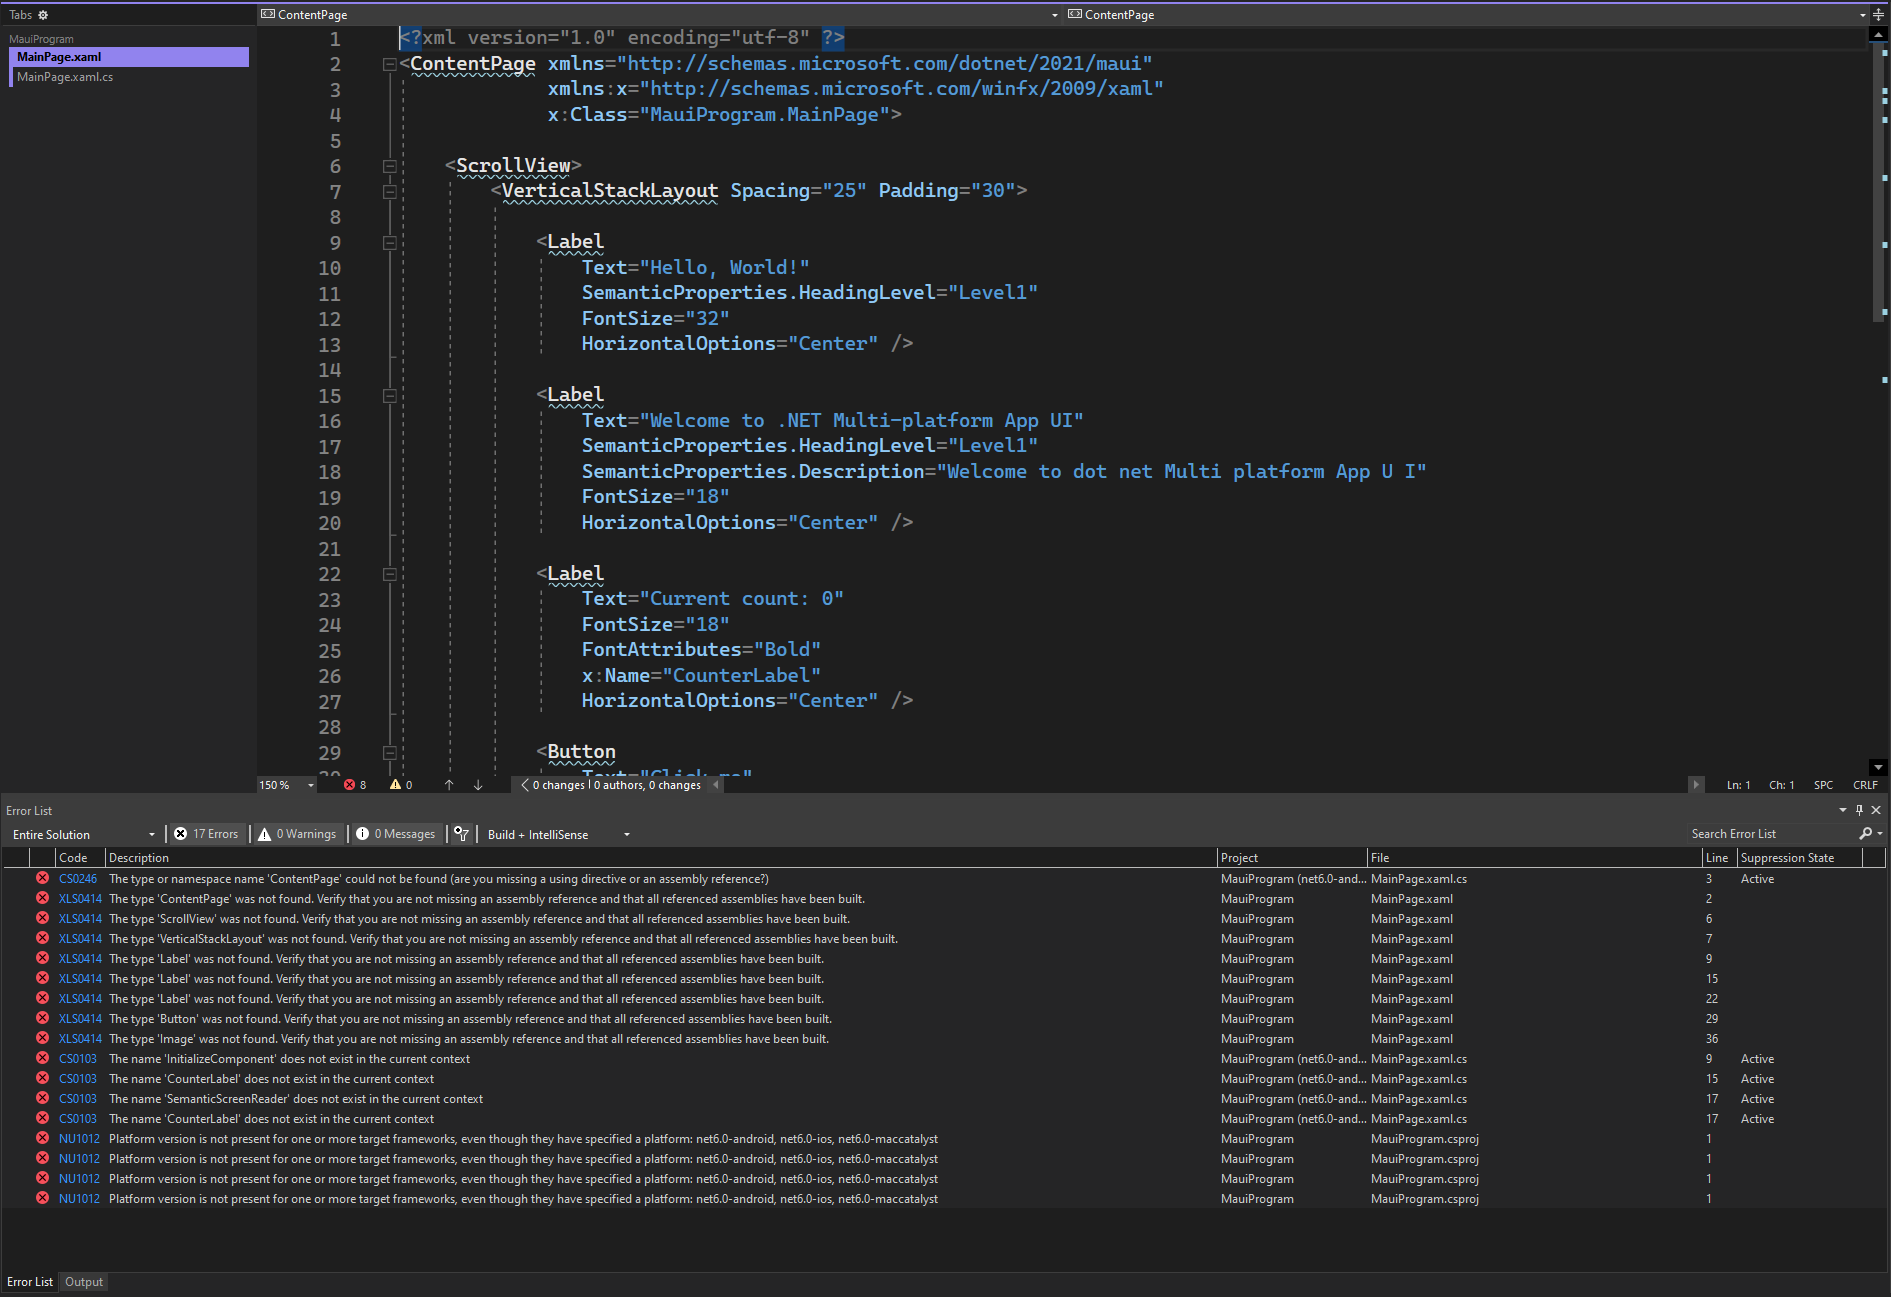 Tabs
MauiProgram
MainPage.xaml
MainPage.xaml.cs
ContentPage
ContentPage
1 <?xml version="1.0" encoding="utf-8" ?>
2 <ContentPage xmlns="http://schemas.microsoft.com/dotnet/2021/maui"
3 xmlns:x="http://schemas.microsoft.com/winfx/2009/xaml"
4 x:Class="MauiProgram.MainPage">
5
6 <ScrollView>
7 <VerticalStackLayout Spacing="25" Padding="30">
8
9 <Label
10 Text="Hello, World!"
11 SemanticProperties.HeadingLevel="Level1"
12 FontSize="32"
13 HorizontalOptions="Center" />
14
15 <Label
16 Text="Welcome to .NET Multi-platform App UI"
17 SemanticProperties.HeadingLevel="Level1"
18 SemanticProperties.Description="Welcome to dot net Multi platform App U I"
19 FontSize="18"
20 HorizontalOptions="Center" />
21
22 <Label
23 Text="Current count: 0"
24 FontSize="18"
25 FontAttributes="Bold"
26 x:Name="CounterLabel"
27 HorizontalOptions="Center" />
28
29 <Button
150 % 8 0 0 changes | 0 authors, 0 changes Ln: 1 Ch: 1 SPC CRLF
Error List
Entire Solution 17 Errors 0 Warnings 0 Messages Build + IntelliSense Search Error List
Code Description Project File Line Suppression State
CS0246 The type or namespace name 'ContentPage' could not be found (are you missing a using directive or an assembly reference?) MauiProgram (net6.0-and... MainPage.xaml.cs 3 Active
XLS0414 The type 'ContentPage' was not found. Verify that you are not missing an assembly reference and that all referenced assemblies have been built. MauiProgram MainPage.xaml 2
XLS0414 The type 'ScrollView' was not found. Verify that you are not missing an assembly reference and that all referenced assemblies have been built. MauiProgram MainPage.xaml 6
XLS0414 The type 'VerticalStackLayout' was not found. Verify that you are not missing an assembly reference and that all referenced assemblies have been built. MauiProgram MainPage.xaml 7
XLS0414 The type 'Label' was not found. Verify that you are not missing an assembly reference and that all referenced assemblies have been built. MauiProgram MainPage.xaml 9
XLS0414 The type 'Label' was not found. Verify that you are not missing an assembly reference and that all referenced assemblies have been built. MauiProgram MainPage.xaml 15
XLS0414 The type 'Label' was not found. Verify that you are not missing an assembly reference and that all referenced assemblies have been built. MauiProgram MainPage.xaml 22
XLS0414 The type 'Button' was not found. Verify that you are not missing an assembly reference and that all referenced assemblies have been built. MauiProgram MainPage.xaml 29
XLS0414 The type 'Image' was not found. Verify that you are not missing an assembly reference and that all referenced assemblies have been built. MauiProgram MainPage.xaml 36
CS0103 The name 'InitializeComponent' does not exist in the current context MauiProgram (net6.0-and... MainPage.xaml.cs 9 Active
CS0103 The name 'CounterLabel' does not exist in the current context MauiProgram (net6.0-and... MainPage.xaml.cs 15 Active
CS0103 The name 'SemanticScreenReader' does not exist in the current context MauiProgram (net6.0-and... MainPage.xaml.cs 17 Active
CS0103 The name 'CounterLabel' does not exist in the current context MauiProgram (net6.0-and... MainPage.xaml.cs 17 Active
NU1012 Platform version is not present for one or more target frameworks, even though they have specified a platform: net6.0-android, net6.0-ios, net6.0-maccatalyst MauiProgram MauiProgram.csproj 1
NU1012 Platform version is not present for one or more target frameworks, even though they have specified a platform: net6.0-android, net6.0-ios, net6.0-maccatalyst MauiProgram MauiProgram.csproj 1
NU1012 Platform version is not present for one or more target frameworks, even though they have specified a platform: net6.0-android, net6.0-ios, net6.0-maccatalyst MauiProgram MauiProgram.csproj 1
NU1012 Platform version is not present for one or more target frameworks, even though they have specified a platform: net6.0-android, net6.0-ios, net6.0-maccatalyst MauiProgram MauiProgram.csproj 1
Error List Output